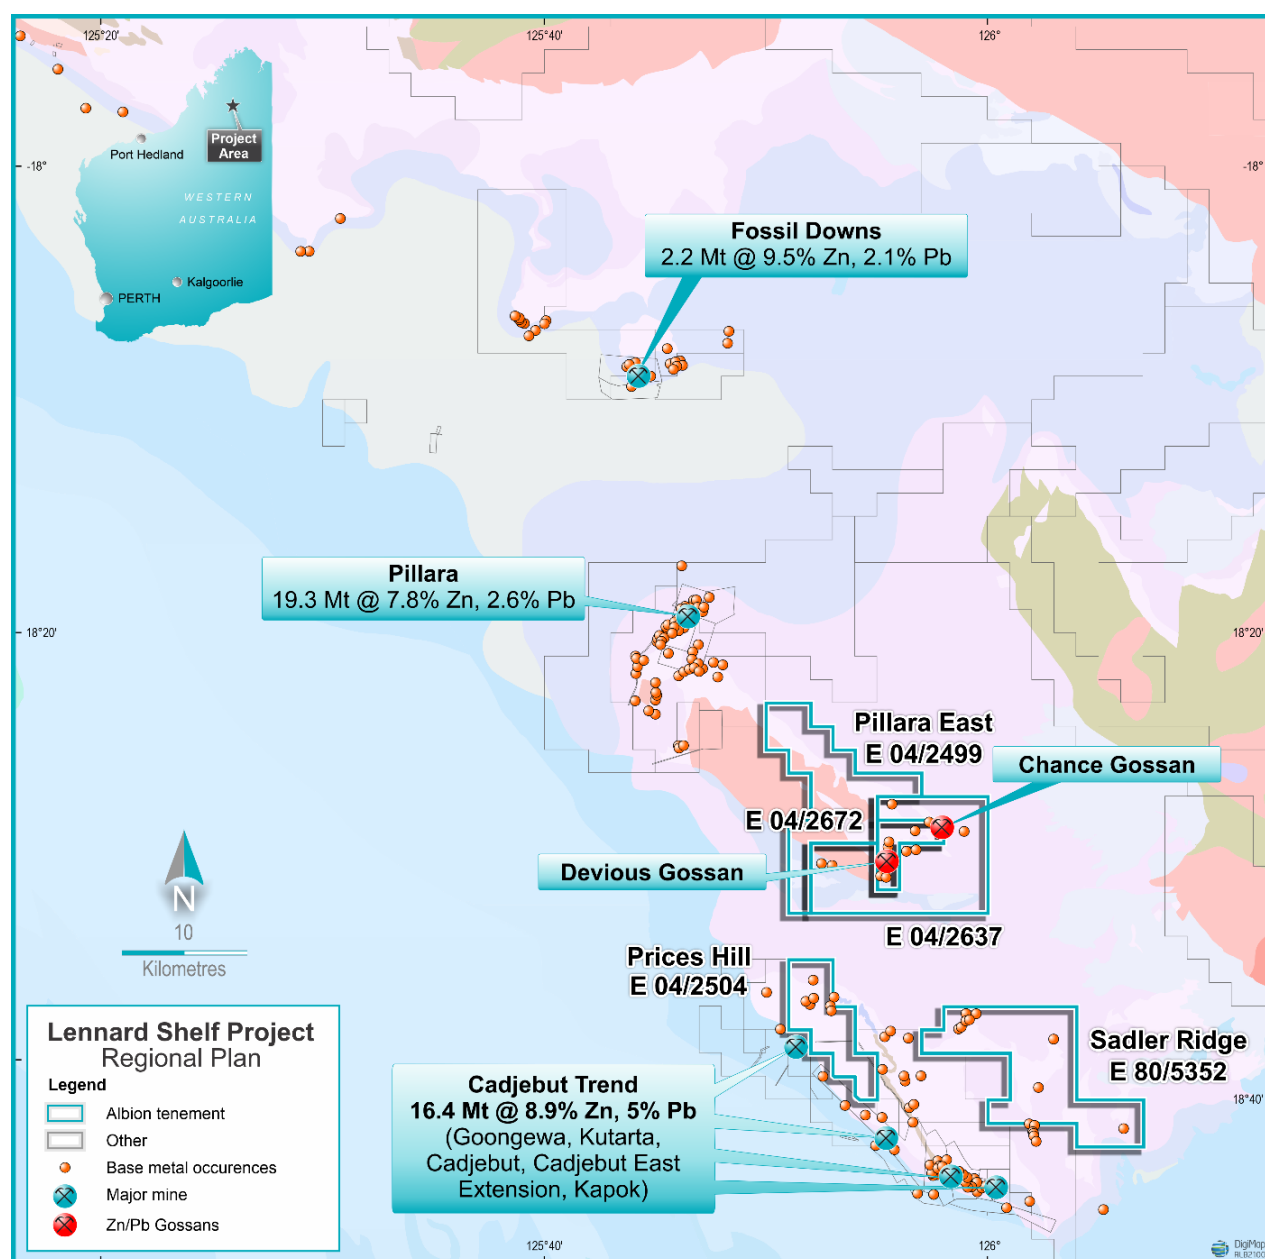 125°20'
125°40'
126°
Port Hedland
Project
Area
-18°
-18°
WESTERN
AUSTRALIA
Kalgoorlie
PERTH
Fossil Downs
2.2 Mt @ 9.5% Zn, 2.1% Pb
Pillara
19.3 Mt @ 7.8% Zn, 2.6% Pb
18°20'
18°20'
Pillara East
E 04/2499
Chance Gossan
E 04/2672
Devious Gossan
E 04/2637
N
10
Kilometres
Prices Hill
E 04/2504
Sadler Ridge
E 80/5352
18°40'
Cadjebut Trend
16.4 Mt @ 8.9% Zn, 5% Pb
(Goongewa, Kutarta,
Cadjebut, Cadjebut East
Extension, Kapok)
Lennard Shelf Project
Regional Plan
Legend
Albion tenement
Other
Base metal occurences
Major mine
Zn/Pb Gossans
125°40'
126°
DigiMap